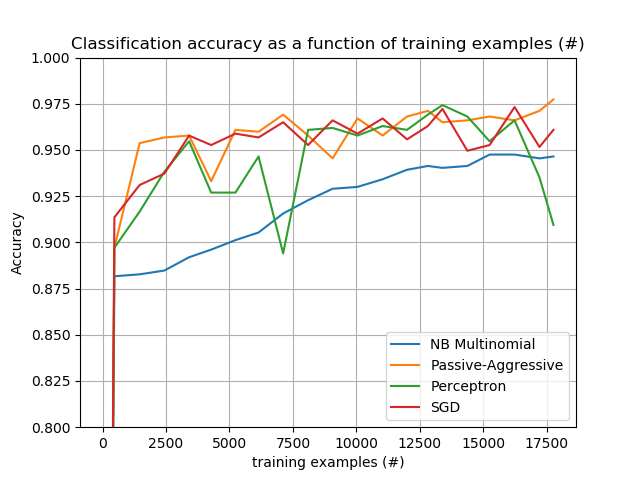 Classification accuracy as a function of training examples (#)
1.000
0.975
0.950
0.925
0.900
0.875
0.850
0.825
0.800
Accuracy
NB Multinomial
Passive-Aggressive
Perceptron
SGD
0 2500 5000 7500 10000 12500 15000 17500
training examples (#)